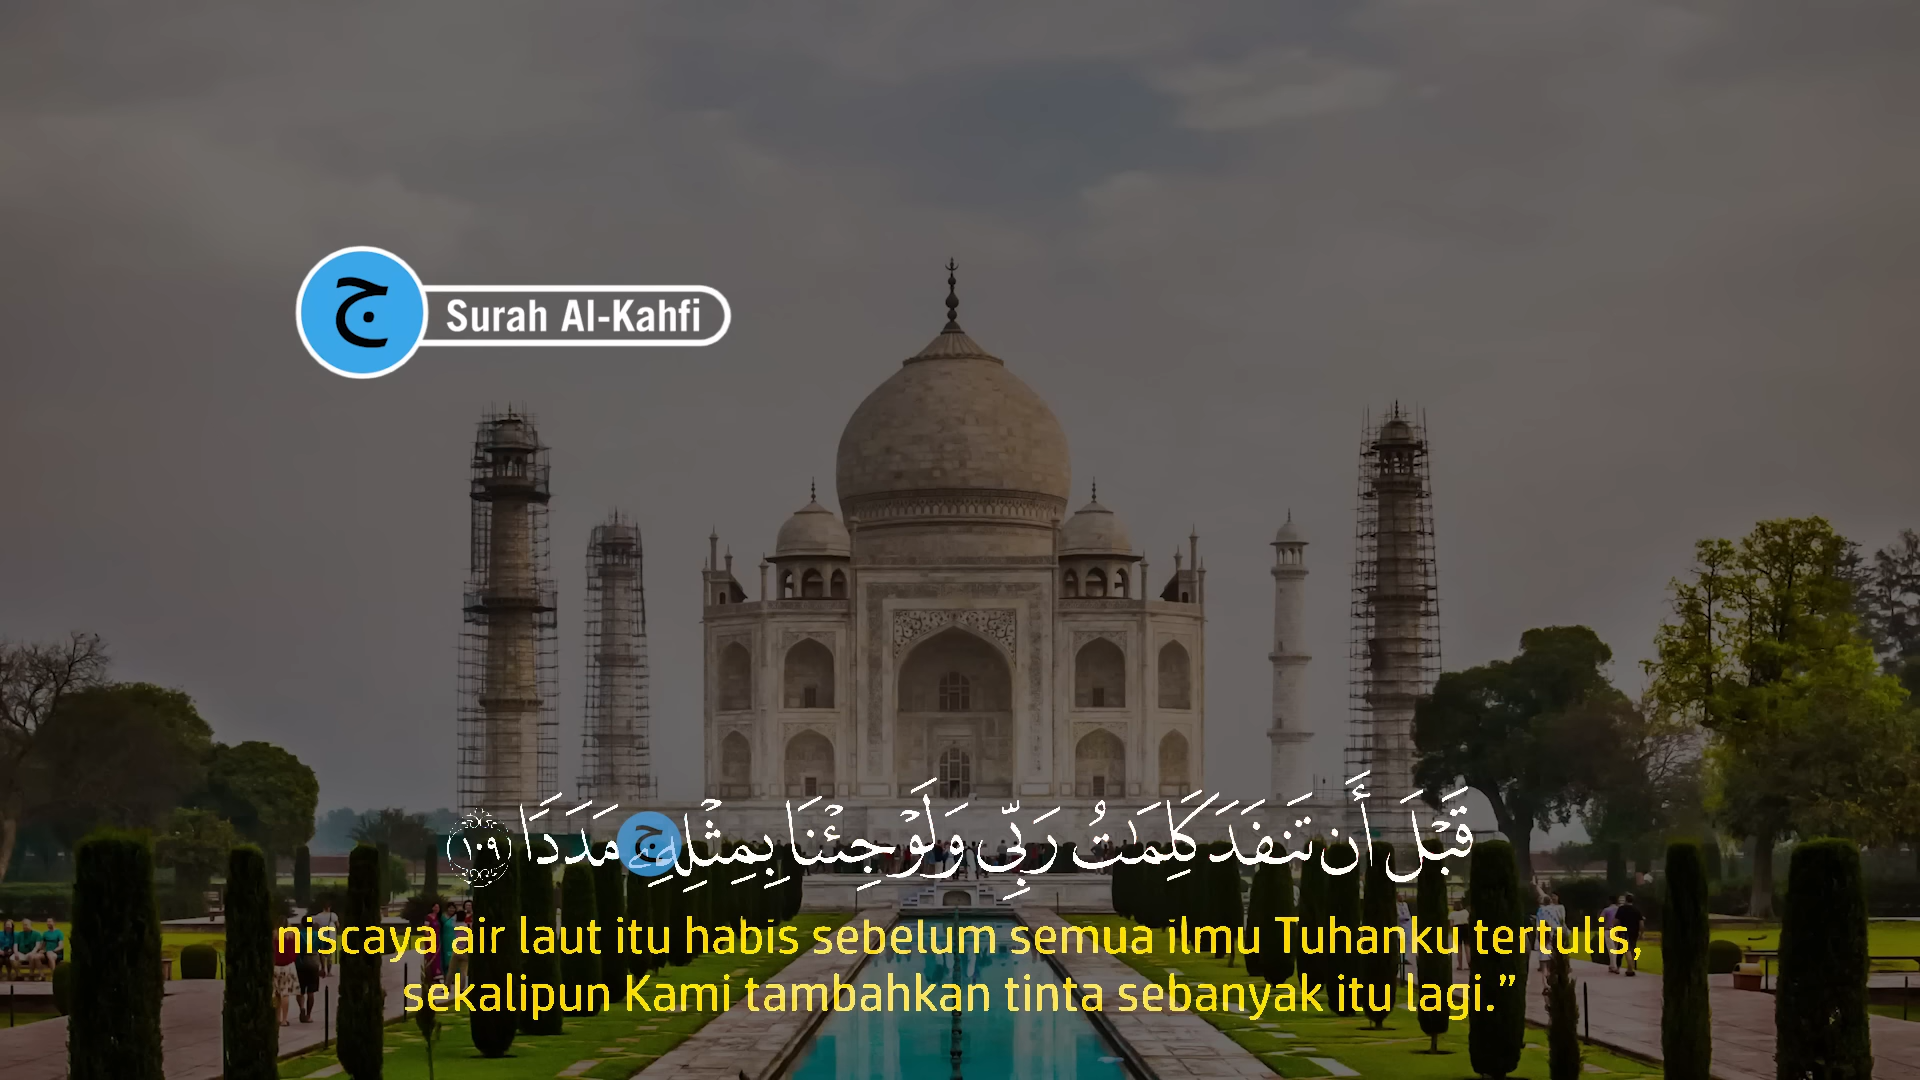 ج
Surah Al-Kahfi
قَبْلَ أَن تَنفَدَ كَلِمَـٰتُ رَبِّى وَلَوْ جِئْنَا بِمِثْلِهِۦ مَدَدًا ١٠٩
ج
niscaya air laut itu habis sebelum semua ilmu Tuhanku tertulis,
sekalipun Kami tambahkan tinta sebanyak itu lagi.”